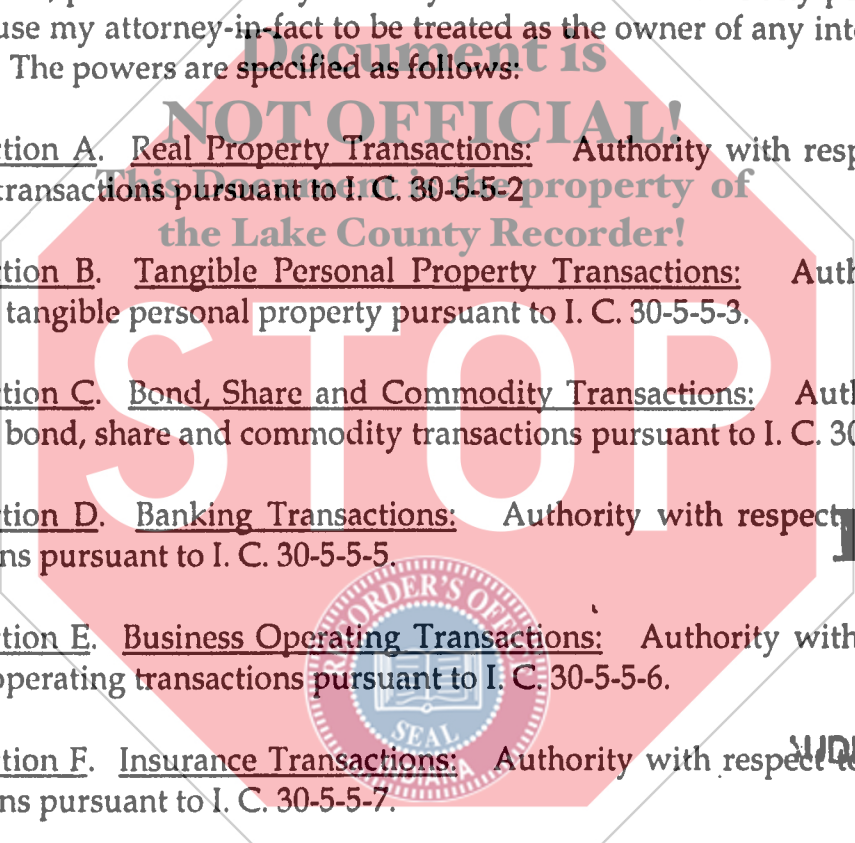 use my attorney-in-fact to be treated as the owner of any inte
Document is
The powers are specified as follows:
NOT OFFICIAL!
tion A. Real Property Transactions: Authority with resp
This Document is the property of
transactions pursuant to I. C. 30-5-5-2
the Lake County Recorder!
tion B. Tangible Personal Property Transactions: Auth
tangible personal property pursuant to I. C. 30-5-5-3.
STOP
tion C. Bond, Share and Commodity Transactions: Auth
bond, share and commodity transactions pursuant to I. C. 30
tion D. Banking Transactions: Authority with respect
ns pursuant to I. C. 30-5-5-5.
RECORDER'S OFFICE
tion E. Business Operating Transactions: Authority with
operating transactions pursuant to I. C. 30-5-5-6.
SEAL
tion F. Insurance Transactions: Authority with respect to
INDIANA
ns pursuant to I. C. 30-5-5-7.